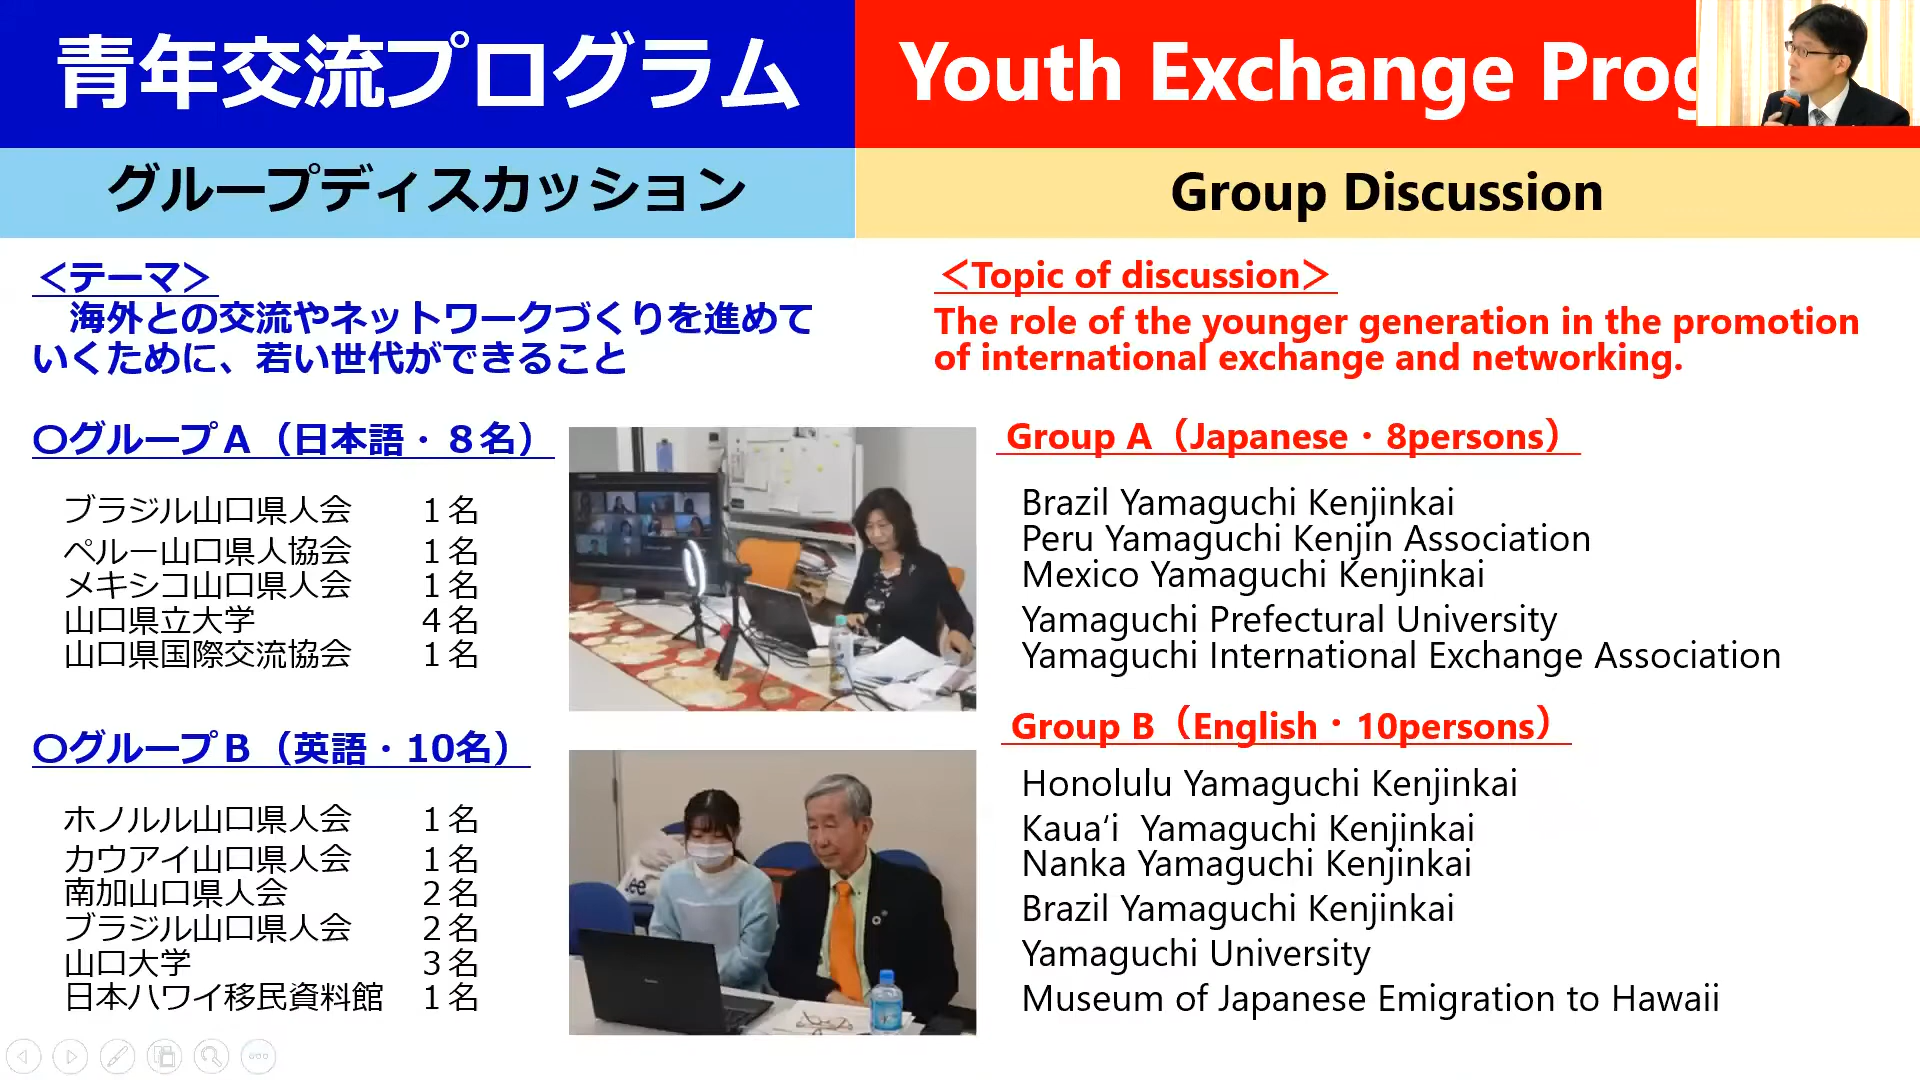 青年交流プログラム
Youth Exchange Prog
グループディスカッション
Group Discussion
＜テーマ＞
海外との交流やネットワークづくりを進めて
いくために、若い世代ができること
＜Topic of discussion＞
The role of the younger generation in the promotion
of international exchange and networking.
〇グループＡ（日本語・８名）
ブラジル山口県人会 １名
ペルー山口県人協会 １名
メキシコ山口県人会 １名
山口県立大学 ４名
山口県国際交流協会 １名
〇グループＢ（英語・10名）
ホノルル山口県人会 １名
カウアイ山口県人会 １名
南加山口県人会 ２名
ブラジル山口県人会 ２名
山口大学 ３名
日本ハワイ移民資料館 １名
Group A（Japanese・8persons）
Brazil Yamaguchi Kenjinkai
Peru Yamaguchi Kenjin Association
Mexico Yamaguchi Kenjinkai
Yamaguchi Prefectural University
Yamaguchi International Exchange Association
Group B（English・10persons）
Honolulu Yamaguchi Kenjinkai
Kaua‘i Yamaguchi Kenjinkai
Nanka Yamaguchi Kenjinkai
Brazil Yamaguchi Kenjinkai
Yamaguchi University
Museum of Japanese Emigration to Hawaii